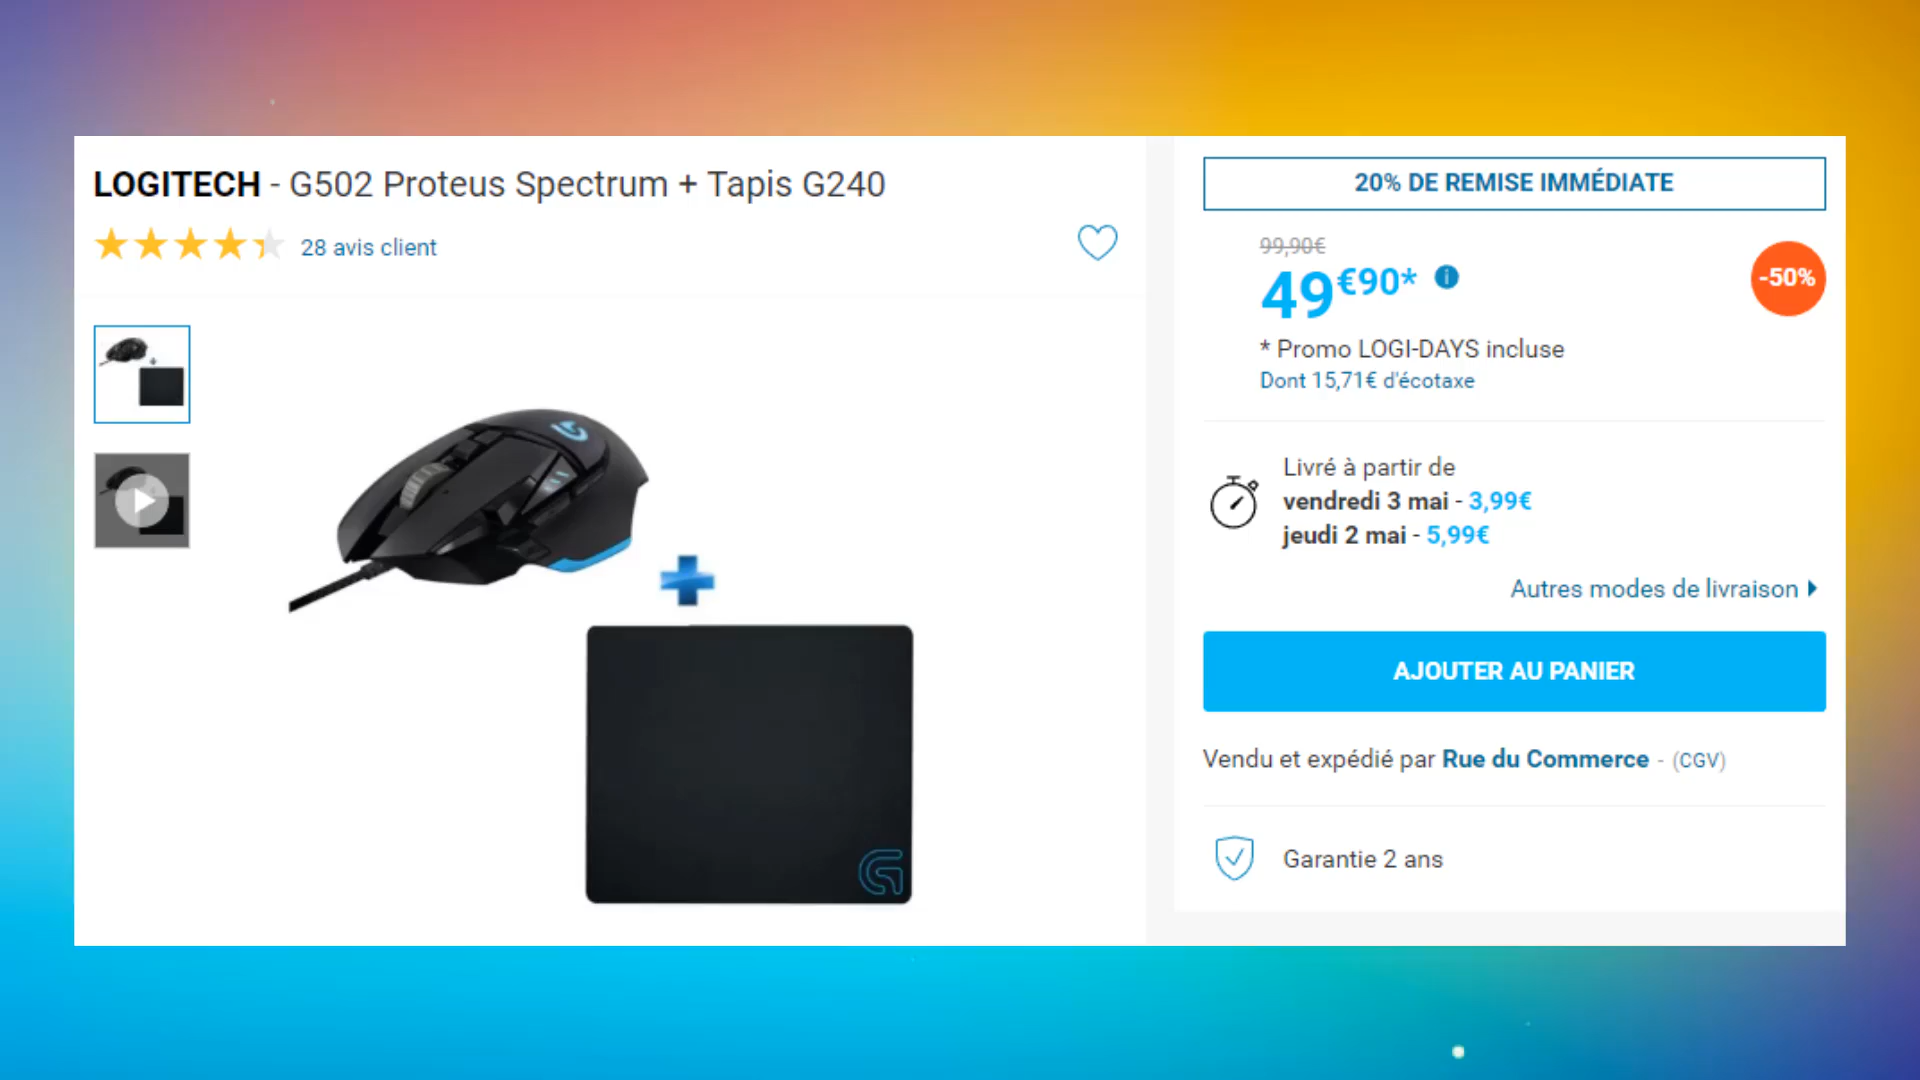 LOGITECH - G502 Proteus Spectrum + Tapis G240
28 avis client
20% DE REMISE IMMÉDIATE
99,90€
49€90*
-50%
* Promo LOGI-DAYS incluse
Dont 15,71€ d'écotaxe
Livré à partir de
vendredi 3 mai - 3,99€
jeudi 2 mai - 5,99€
Autres modes de livraison
AJOUTER AU PANIER
Vendu et expédié par Rue du Commerce - (CGV)
Garantie 2 ans